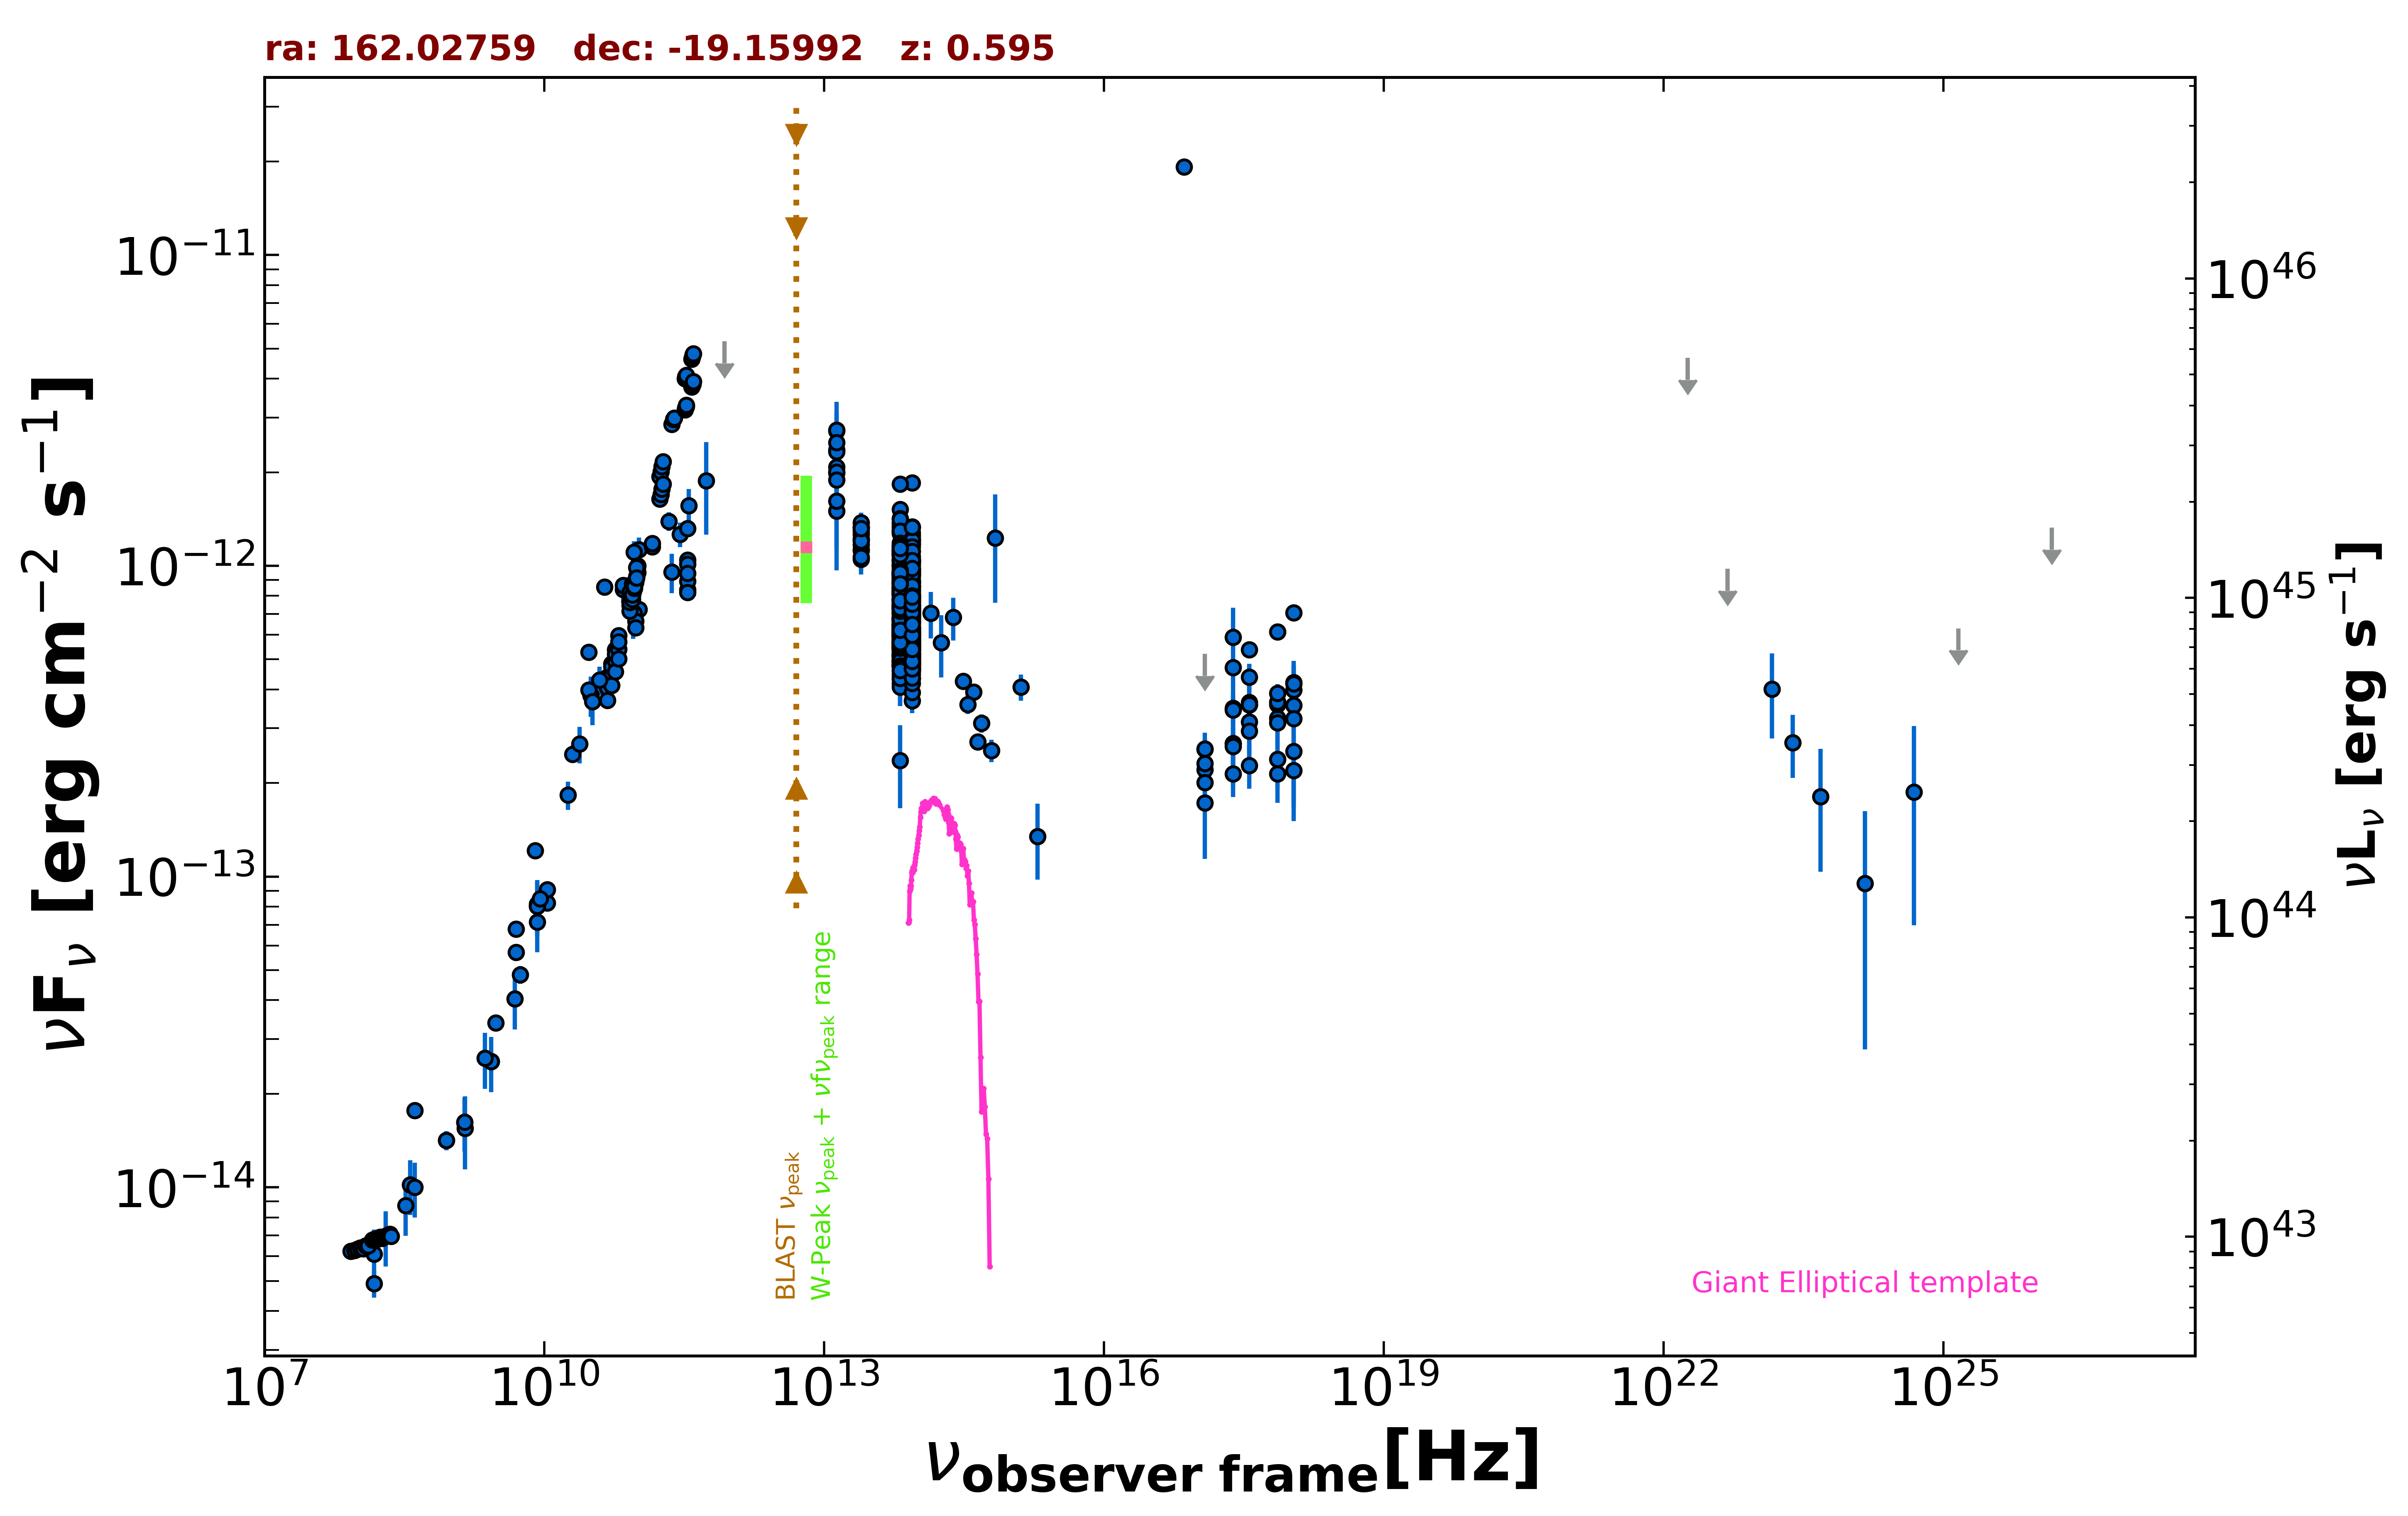 ra: 162.02759 dec: -19.15992 z: 0.595
νFν [erg cm−2 s−1]
10−11
10−12
10−13
10−14
1046
1045
1044
1043
νLν [erg s−1]
BLAST νpeak
W-Peak νpeak + νfνpeak range
Giant Elliptical template
107 1010 1013 1016 1019 1022 1025
νobserver frame[Hz]